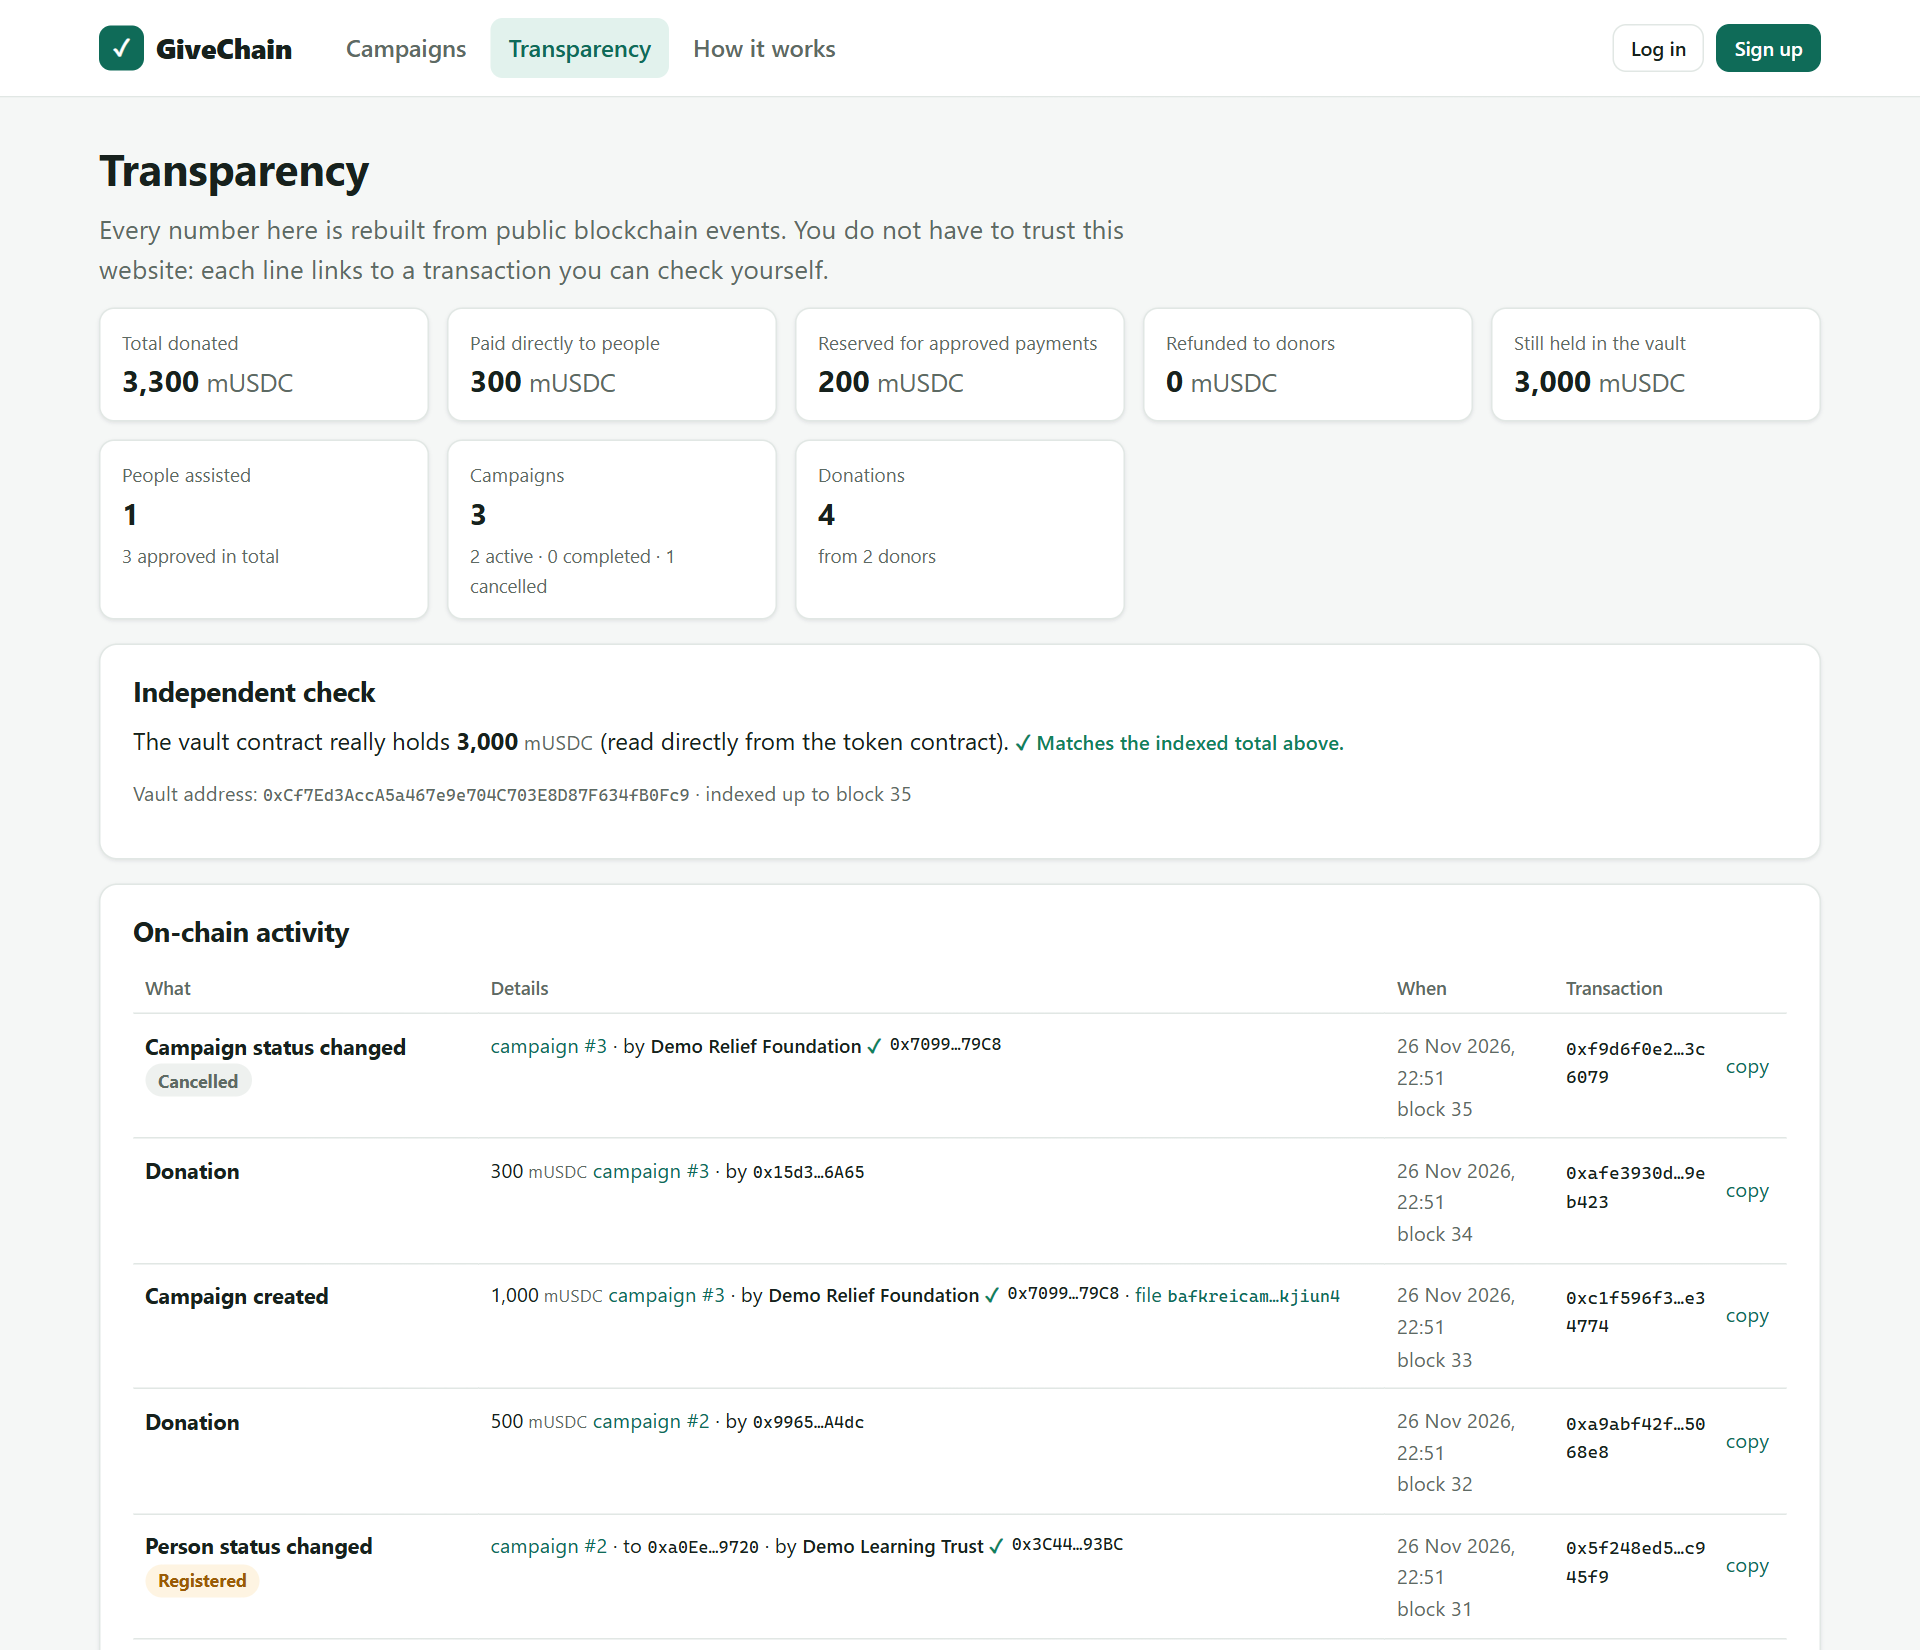 ✓ GiveChain Campaigns Transparency How it works Log in Sign up
Transparency
Every number here is rebuilt from public blockchain events. You do not have to trust this
website: each line links to a transaction you can check yourself.
Total donated
3,300 mUSDC
Paid directly to people
300 mUSDC
Reserved for approved payments
200 mUSDC
Refunded to donors
0 mUSDC
Still held in the vault
3,000 mUSDC
People assisted
1
3 approved in total
Campaigns
3
2 active · 0 completed · 1
cancelled
Donations
4
from 2 donors
Independent check
The vault contract really holds 3,000 mUSDC (read directly from the token contract). ✓ Matches the indexed total above.
Vault address: 0xCf7Ed3AccA5a467e9e704C703E8D87F634fB0Fc9 · indexed up to block 35
On-chain activity
What Details When Transaction
Campaign status changed
Cancelled
campaign #3 · by Demo Relief Foundation ✓ 0x7099…79C8
26 Nov 2026,
22:51
block 35
0xf9d6f0e2…3c
6079
copy
Donation
300 mUSDC campaign #3 · by 0x15d3…6A65
26 Nov 2026,
22:51
block 34
0xafe3930d…9e
b423
copy
Campaign created
1,000 mUSDC campaign #3 · by Demo Relief Foundation ✓ 0x7099…79C8 · file bafkreicam…kjiun4
26 Nov 2026,
22:51
block 33
0xc1f596f3…e3
4774
copy
Donation
500 mUSDC campaign #2 · by 0x9965…A4dc
26 Nov 2026,
22:51
block 32
0xa9abf42f…50
68e8
copy
Person status changed
Registered
campaign #2 · to 0xa0Ee…9720 · by Demo Learning Trust ✓ 0x3C44…93BC
26 Nov 2026,
22:51
block 31
0x5f248ed5…c9
45f9
copy